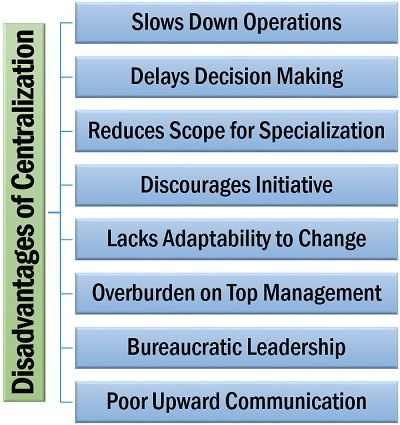 Disadvantages of Centralization
Slows Down Operations
Delays Decision Making
Reduces Scope for Specialization
Discourages Initiative
Lacks Adaptability to Change
Overburden on Top Management
Bureaucratic Leadership
Poor Upward Communication